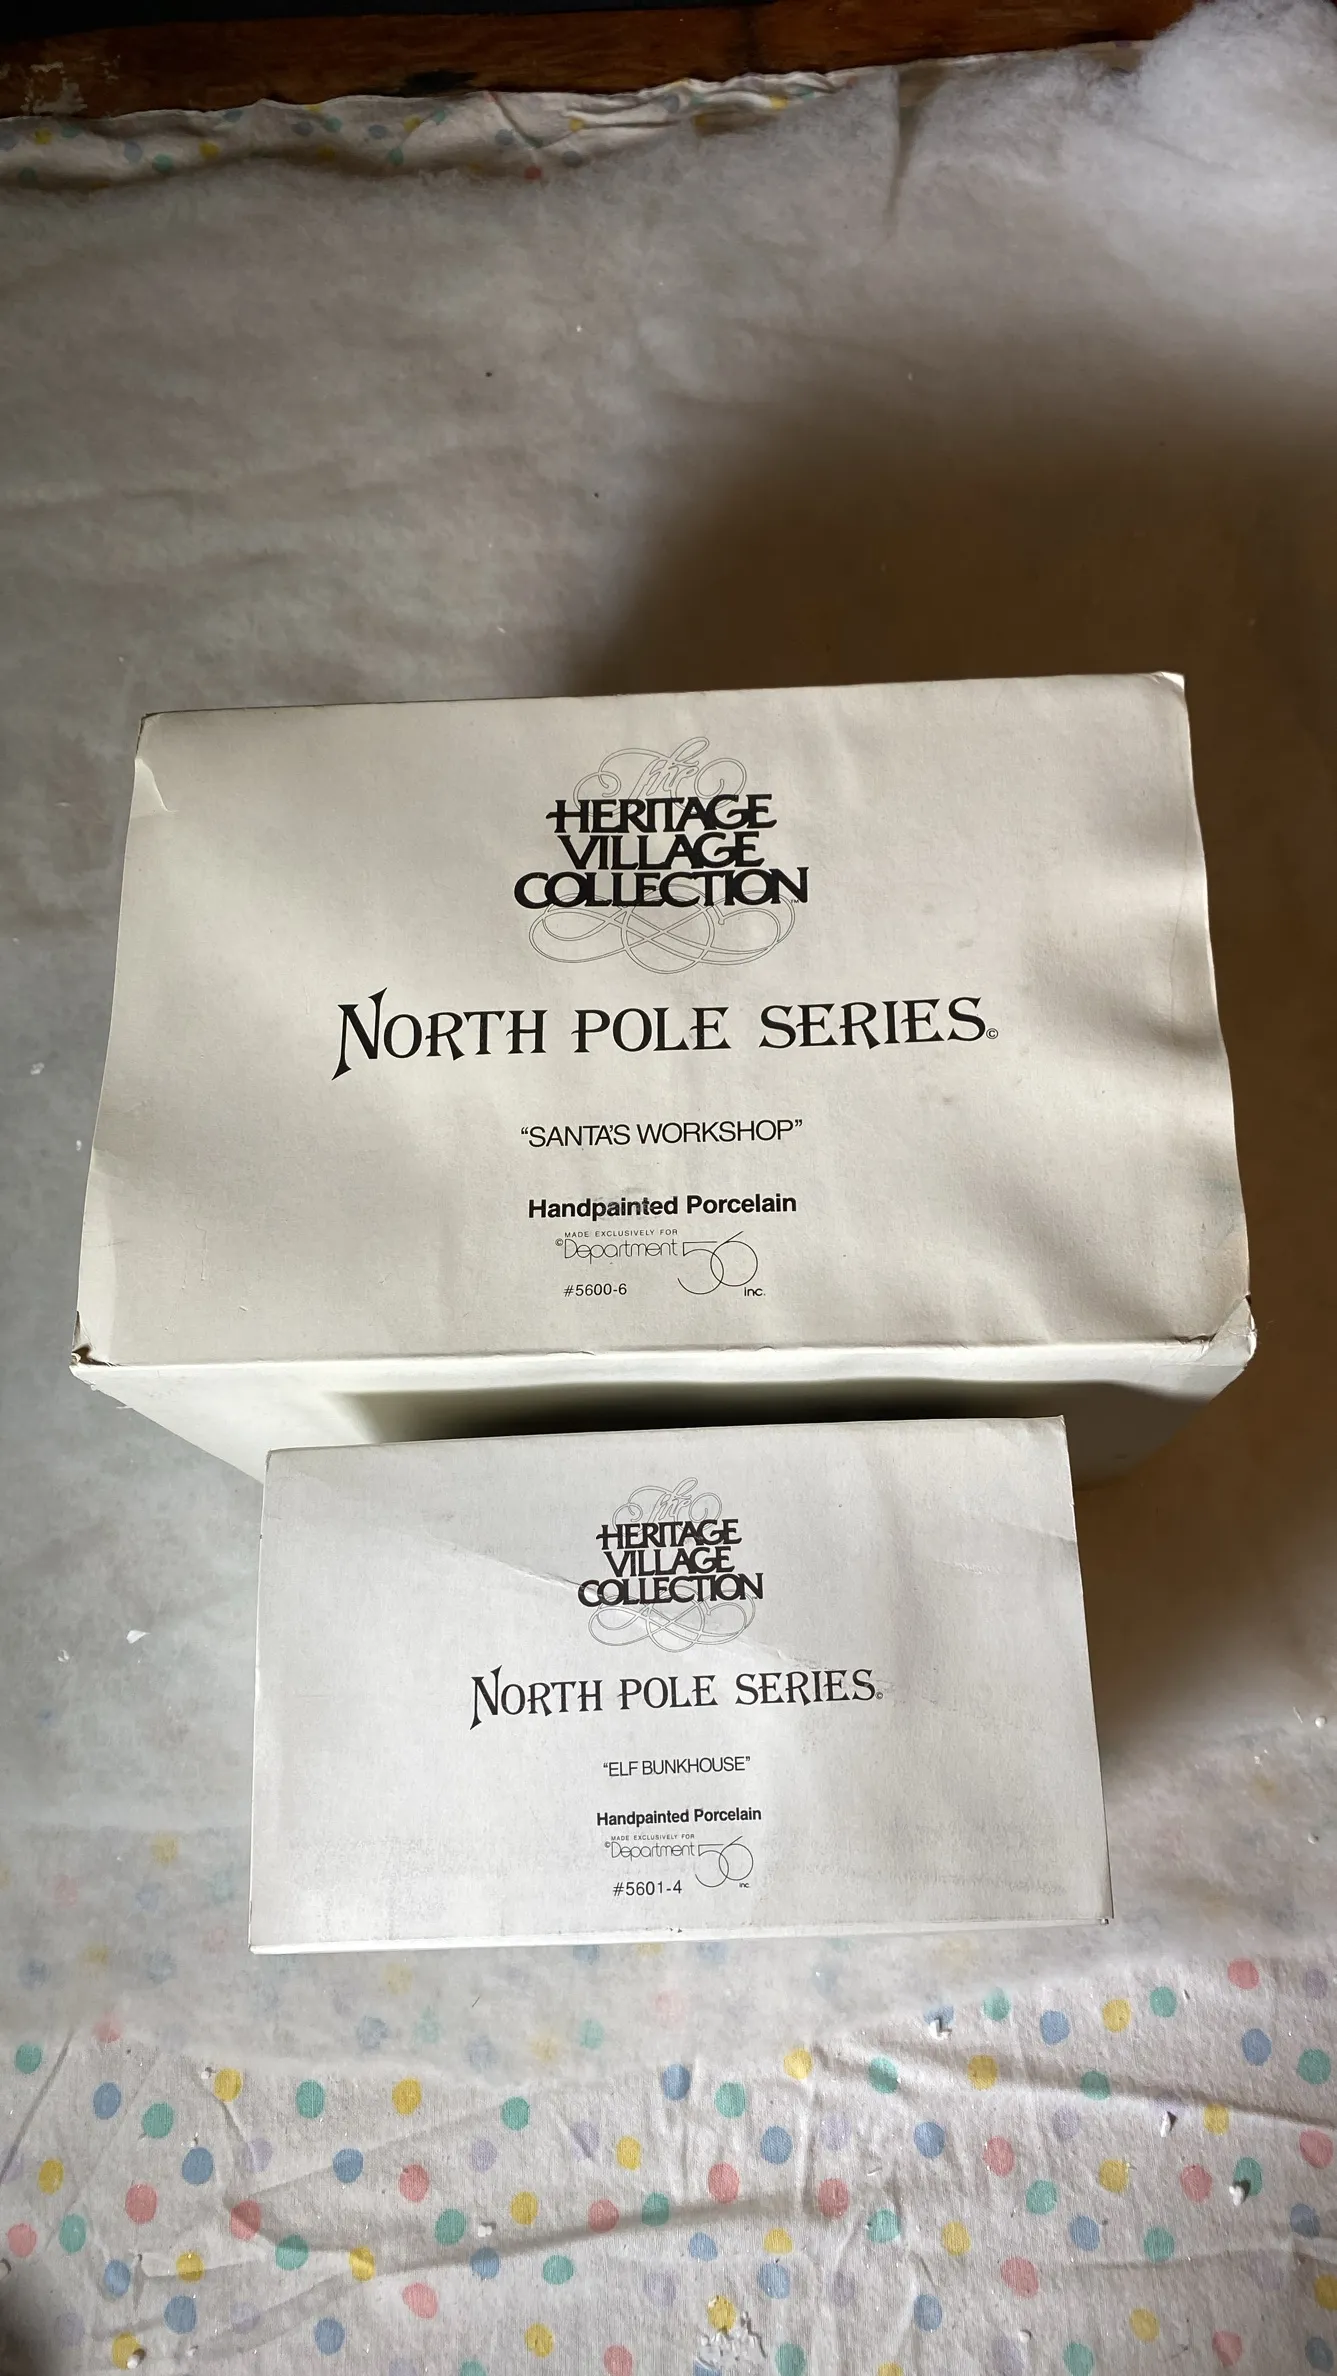 The
HERITAGE
VILLAGE
COLLECTION
NORTH POLE SERIES©
“SANTA'S WORKSHOP”
Handpainted Porcelain
MADE EXCLUSIVELY FOR
©Department 56 inc.
#5600-6
The
HERITAGE
VILLAGE
COLLECTION
NORTH POLE SERIES©
“ELF BUNKHOUSE”
Handpainted Porcelain
MADE EXCLUSIVELY FOR
©Department 56 inc.
#5601-4